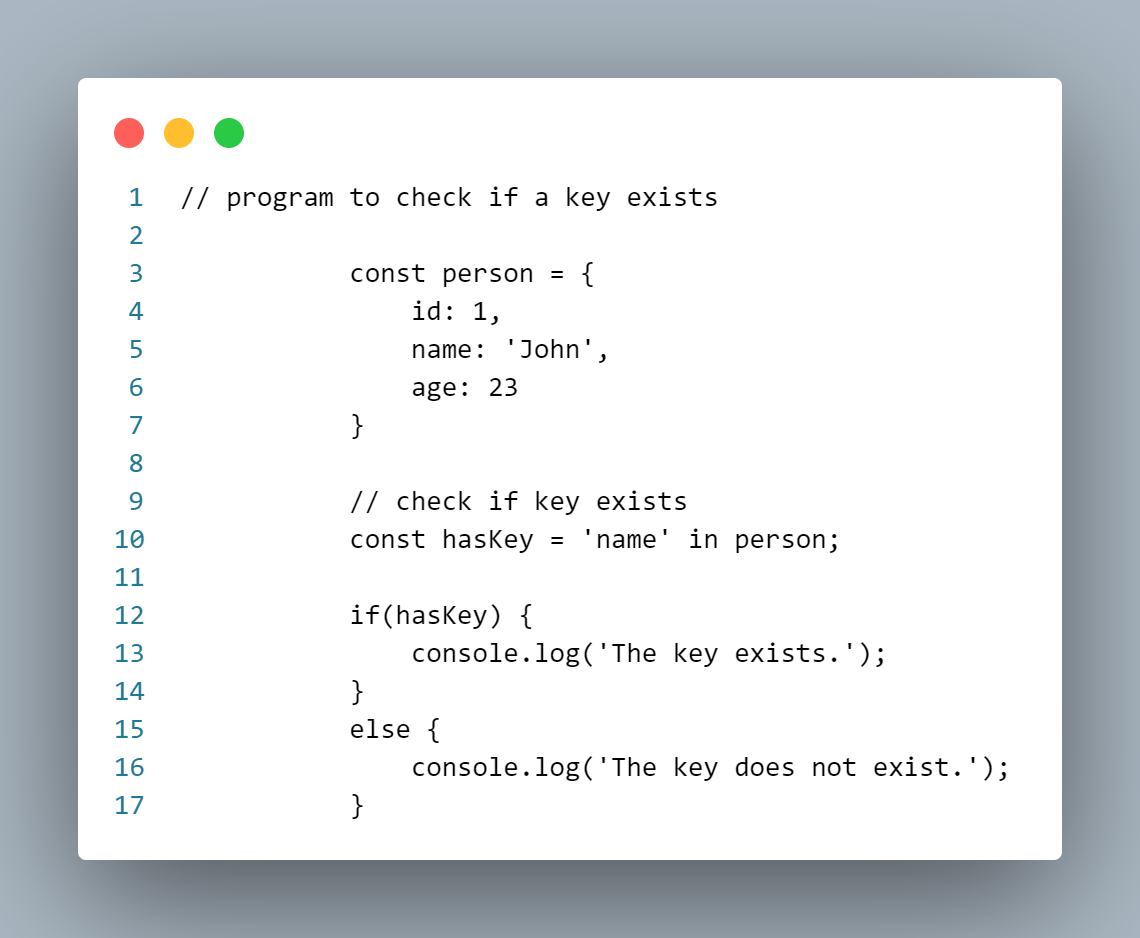 1 // program to check if a key exists
2
3 const person = {
4 id: 1,
5 name: 'John',
6 age: 23
7 }
8
9 // check if key exists
10 const hasKey = 'name' in person;
11
12 if(hasKey) {
13 console.log('The key exists.');
14 }
15 else {
16 console.log('The key does not exist.');
17 }